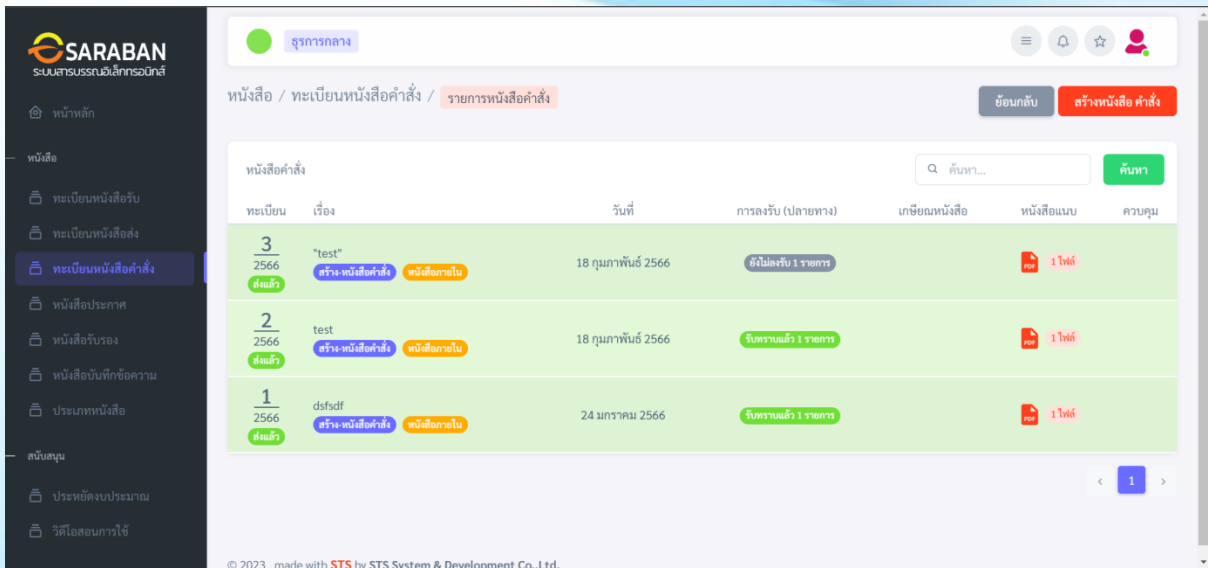 SARABAN
ระบบสารบรรณอิเล็กทรอนิกส์
หน้าหลัก
หนังสือ
ทะเบียนหนังสือรับ
ทะเบียนหนังสือส่ง
ทะเบียนหนังสือคำสั่ง
หนังสือประกาศ
หนังสือรับรอง
หนังสือบันทึกข้อความ
ประเภทหนังสือ
สนับสนุน
ประหยัดงบประมาณ
วิดีโอสอนการใช้
ธุรการกลาง
หนังสือ / ทะเบียนหนังสือคำสั่ง / รายการหนังสือคำสั่ง
ย้อนกลับ สร้างหนังสือ คำสั่ง
หนังสือคำสั่ง ค้นหา... ค้นหา
ทะเบียน เรื่อง วันที่ การลงรับ (ปลายทาง) เกษียณหนังสือ หนังสือแนบ ควบคุม
3
2566
ส่งแล้ว
"test"
สร้าง-หนังสือคำสั่ง หนังสือภายใน
18 กุมภาพันธ์ 2566
ยังไม่ลงรับ 1 รายการ
PDF 1 ไฟล์
2
2566
ส่งแล้ว
test
สร้าง-หนังสือคำสั่ง หนังสือภายใน
18 กุมภาพันธ์ 2566
รับทราบแล้ว 1 รายการ
PDF 1 ไฟล์
1
2566
ส่งแล้ว
dsfsdf
สร้าง-หนังสือคำสั่ง หนังสือภายใน
24 มกราคม 2566
รับทราบแล้ว 1 รายการ
PDF 1 ไฟล์
‹ 1 ›
© 2023 , made with STS by STS System & Development Co.,Ltd.